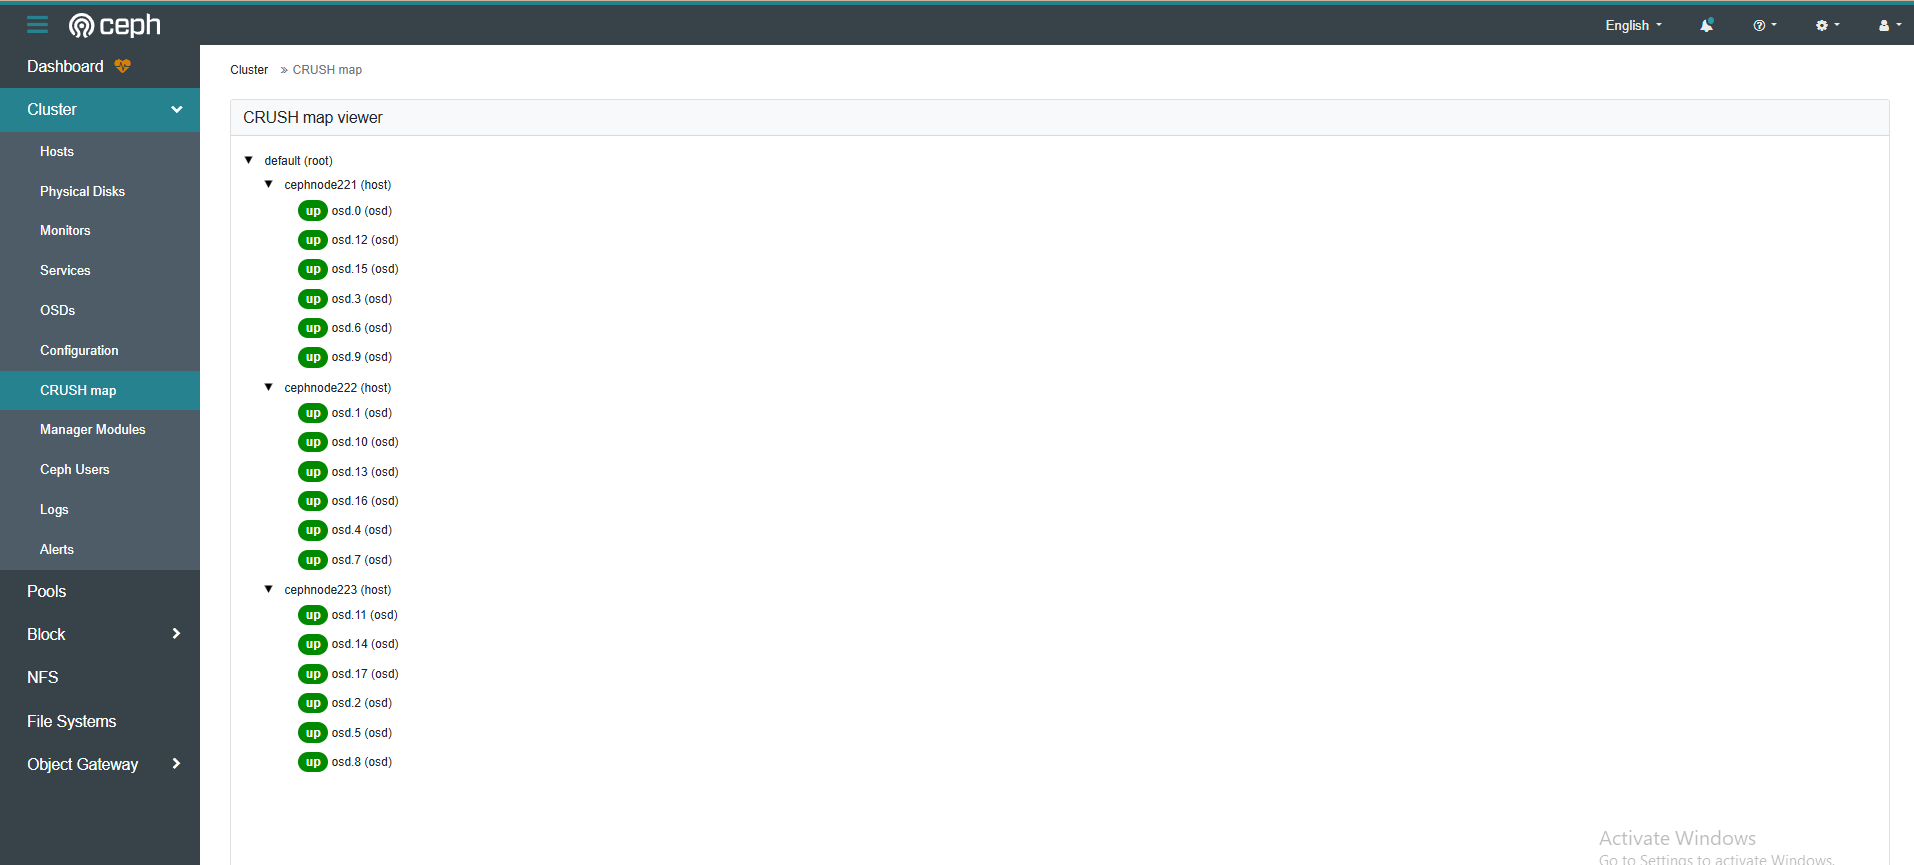 ceph
English
Dashboard
Cluster
Hosts
Physical Disks
Monitors
Services
OSDs
Configuration
CRUSH map
Manager Modules
Ceph Users
Logs
Alerts
Pools
Block
NFS
File Systems
Object Gateway
Cluster » CRUSH map
CRUSH map viewer
default (root)
cephnode221 (host)
up osd.0 (osd)
up osd.12 (osd)
up osd.15 (osd)
up osd.3 (osd)
up osd.6 (osd)
up osd.9 (osd)
cephnode222 (host)
up osd.1 (osd)
up osd.10 (osd)
up osd.13 (osd)
up osd.16 (osd)
up osd.4 (osd)
up osd.7 (osd)
cephnode223 (host)
up osd.11 (osd)
up osd.14 (osd)
up osd.17 (osd)
up osd.2 (osd)
up osd.5 (osd)
up osd.8 (osd)
Activate Windows
Go to Settings to activate Windows.